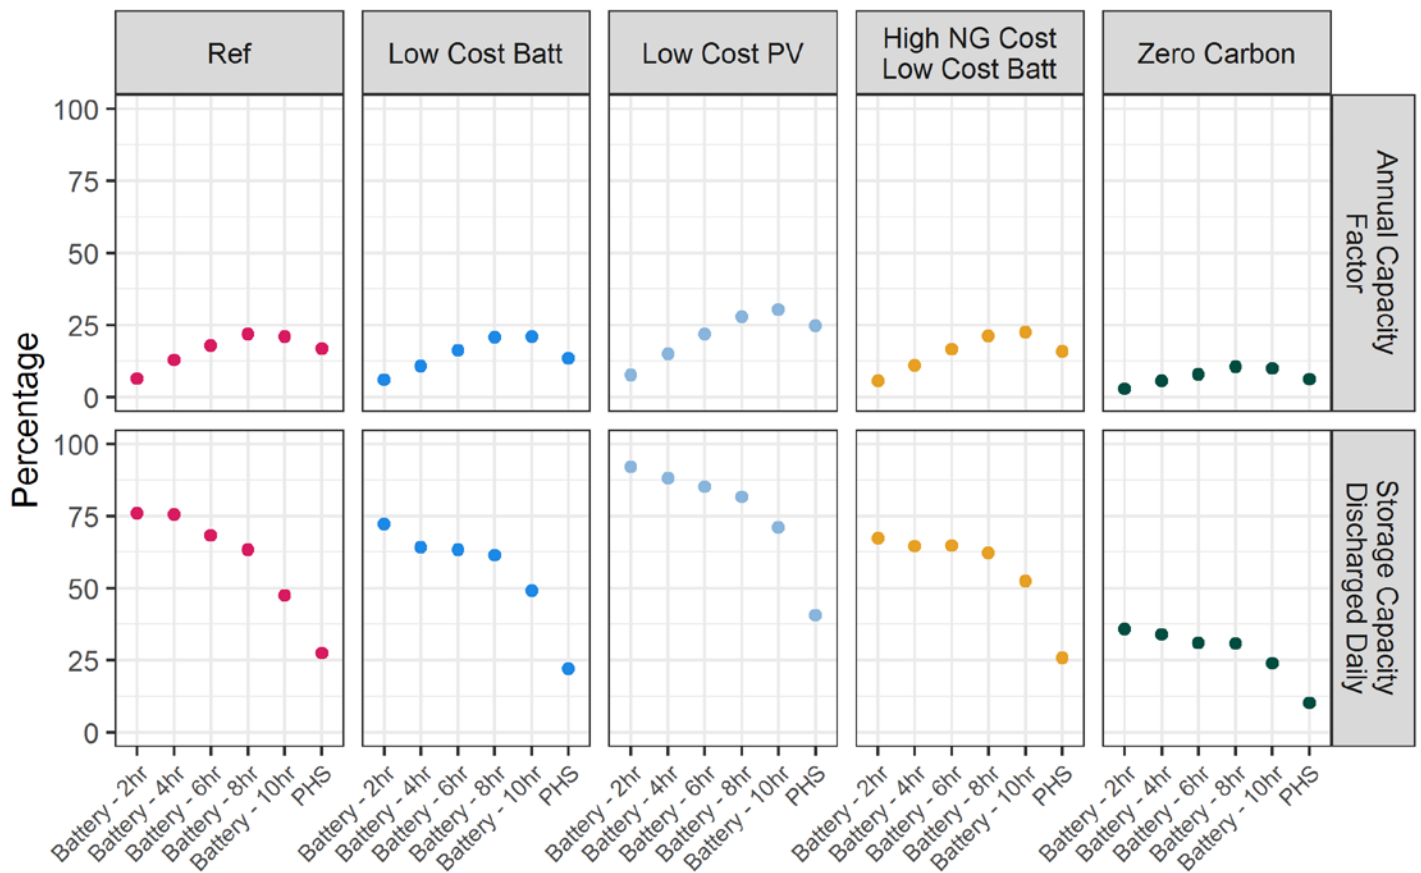 Ref
Low Cost Batt
Low Cost PV
High NG Cost
Low Cost Batt
Zero Carbon
Percentage
100
75
50
25
0
Annual Capacity
Factor
100
75
50
25
0
Storage Capacity
Discharged Daily
Battery - 2hr
Battery - 4hr
Battery - 6hr
Battery - 8hr
Battery - 10hr
PHS
Battery - 2hr
Battery - 4hr
Battery - 6hr
Battery - 8hr
Battery - 10hr
PHS
Battery - 2hr
Battery - 4hr
Battery - 6hr
Battery - 8hr
Battery - 10hr
PHS
Battery - 2hr
Battery - 4hr
Battery - 6hr
Battery - 8hr
Battery - 10hr
PHS
Battery - 2hr
Battery - 4hr
Battery - 6hr
Battery - 8hr
Battery - 10hr
PHS